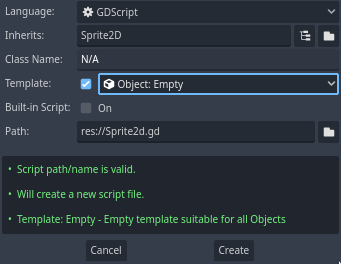 Language: GDScript
Inherits: Sprite2D
Class Name: N/A
Template: Object: Empty
Built-in Script: On
Path: res://Sprite2d.gd
• Script path/name is valid.
• Will create a new script file.
• Template: Empty - Empty template suitable for all Objects
Cancel Create